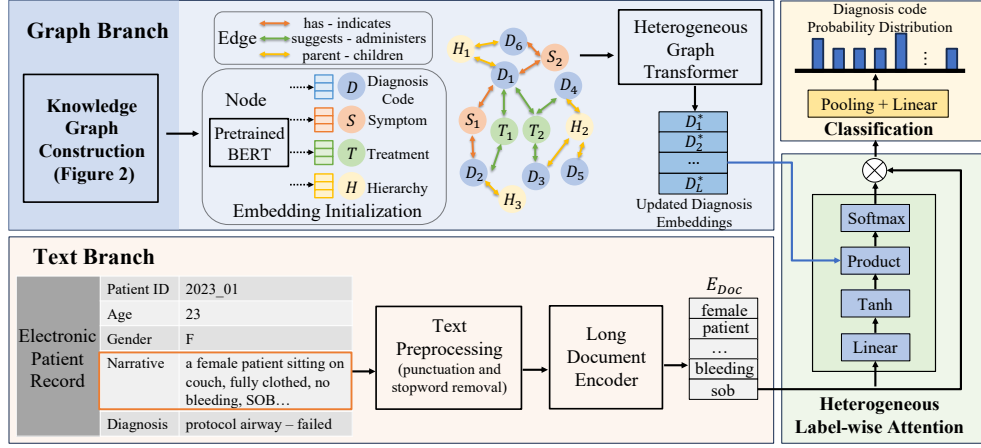 Graph Branch
Knowledge
Graph
Construction
(Figure 2)
Edge
has - indicates
suggests - administers
parent - children
Node
Pretrained
BERT
D
Diagnosis
Code
S
Symptom
T
Treatment
H
Hierarchy
Embedding Initialization
H1
D6
S2
D1
D4
S1
T1
T2
H2
D2
D3
D5
H3
Heterogeneous
Graph
Transformer
D1*
D2*
...
DL*
Updated Diagnosis
Embeddings
Diagnosis code
Probability Distribution
...
Pooling + Linear
Classification
Softmax
Product
Tanh
Linear
Heterogeneous
Label-wise Attention
Text Branch
Electronic
Patient
Record
Patient ID 2023_01
Age 23
Gender F
Narrative a female patient sitting on
couch, fully clothed, no
bleeding, SOB…
Diagnosis protocol airway – failed
Text
Preprocessing
(punctuation and
stopword removal)
Long
Document
Encoder
EDoc
female
patient
...
bleeding
sob